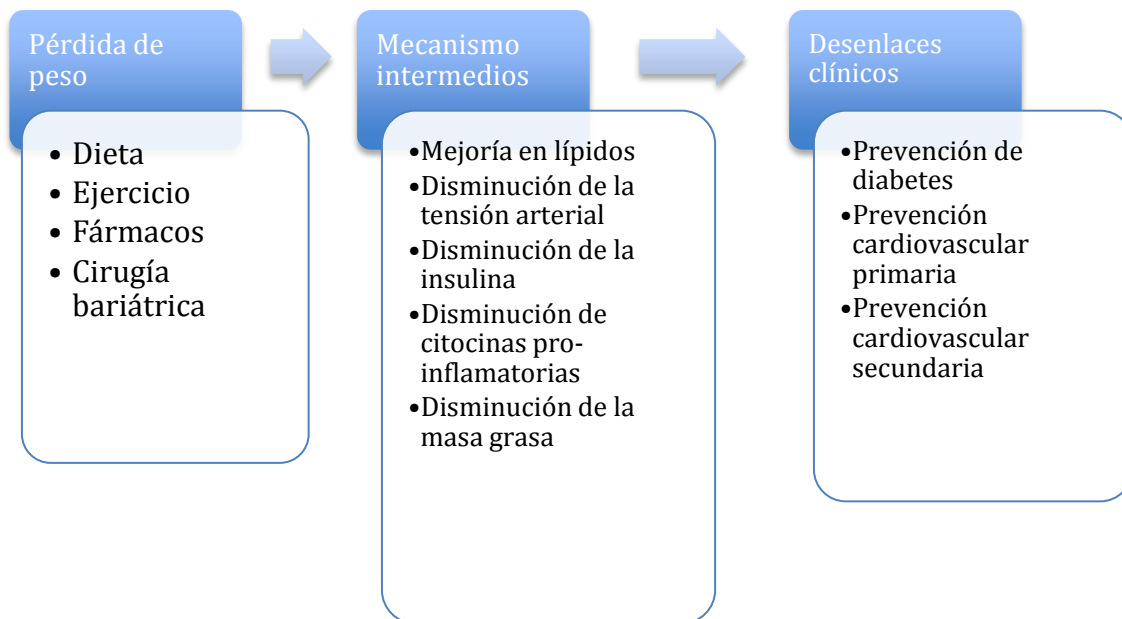 Pérdida de
peso
• Dieta
• Ejercicio
• Fármacos
• Cirugía
bariátrica
Mecanismo
intermedios
•Mejoría en lípidos
•Disminución de la
tensión arterial
•Disminución de la
insulina
•Disminución de
citocinas pro-
inflamatorias
•Disminución de la
masa grasa
Desenlaces
clínicos
•Prevención de
diabetes
•Prevención
cardiovascular
primaria
•Prevención
cardiovascular
secundaria